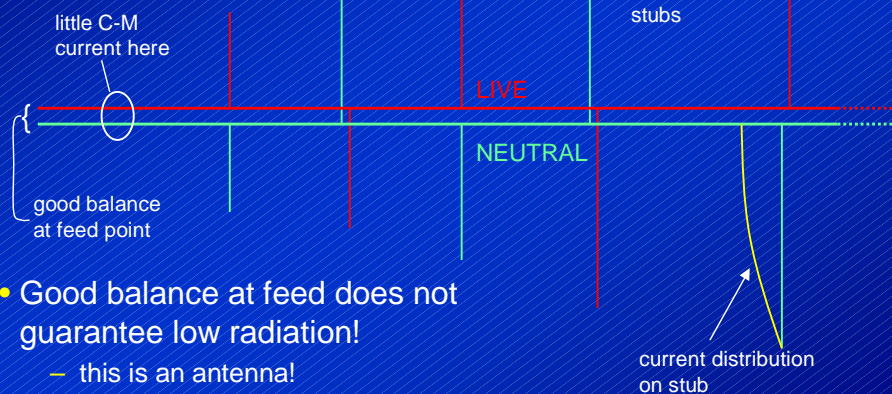 little C-M
current here
stubs
LIVE
{
NEUTRAL
good balance
at feed point
• Good balance at feed does not
guarantee low radiation!
– this is an antenna!
current distribution
on stub